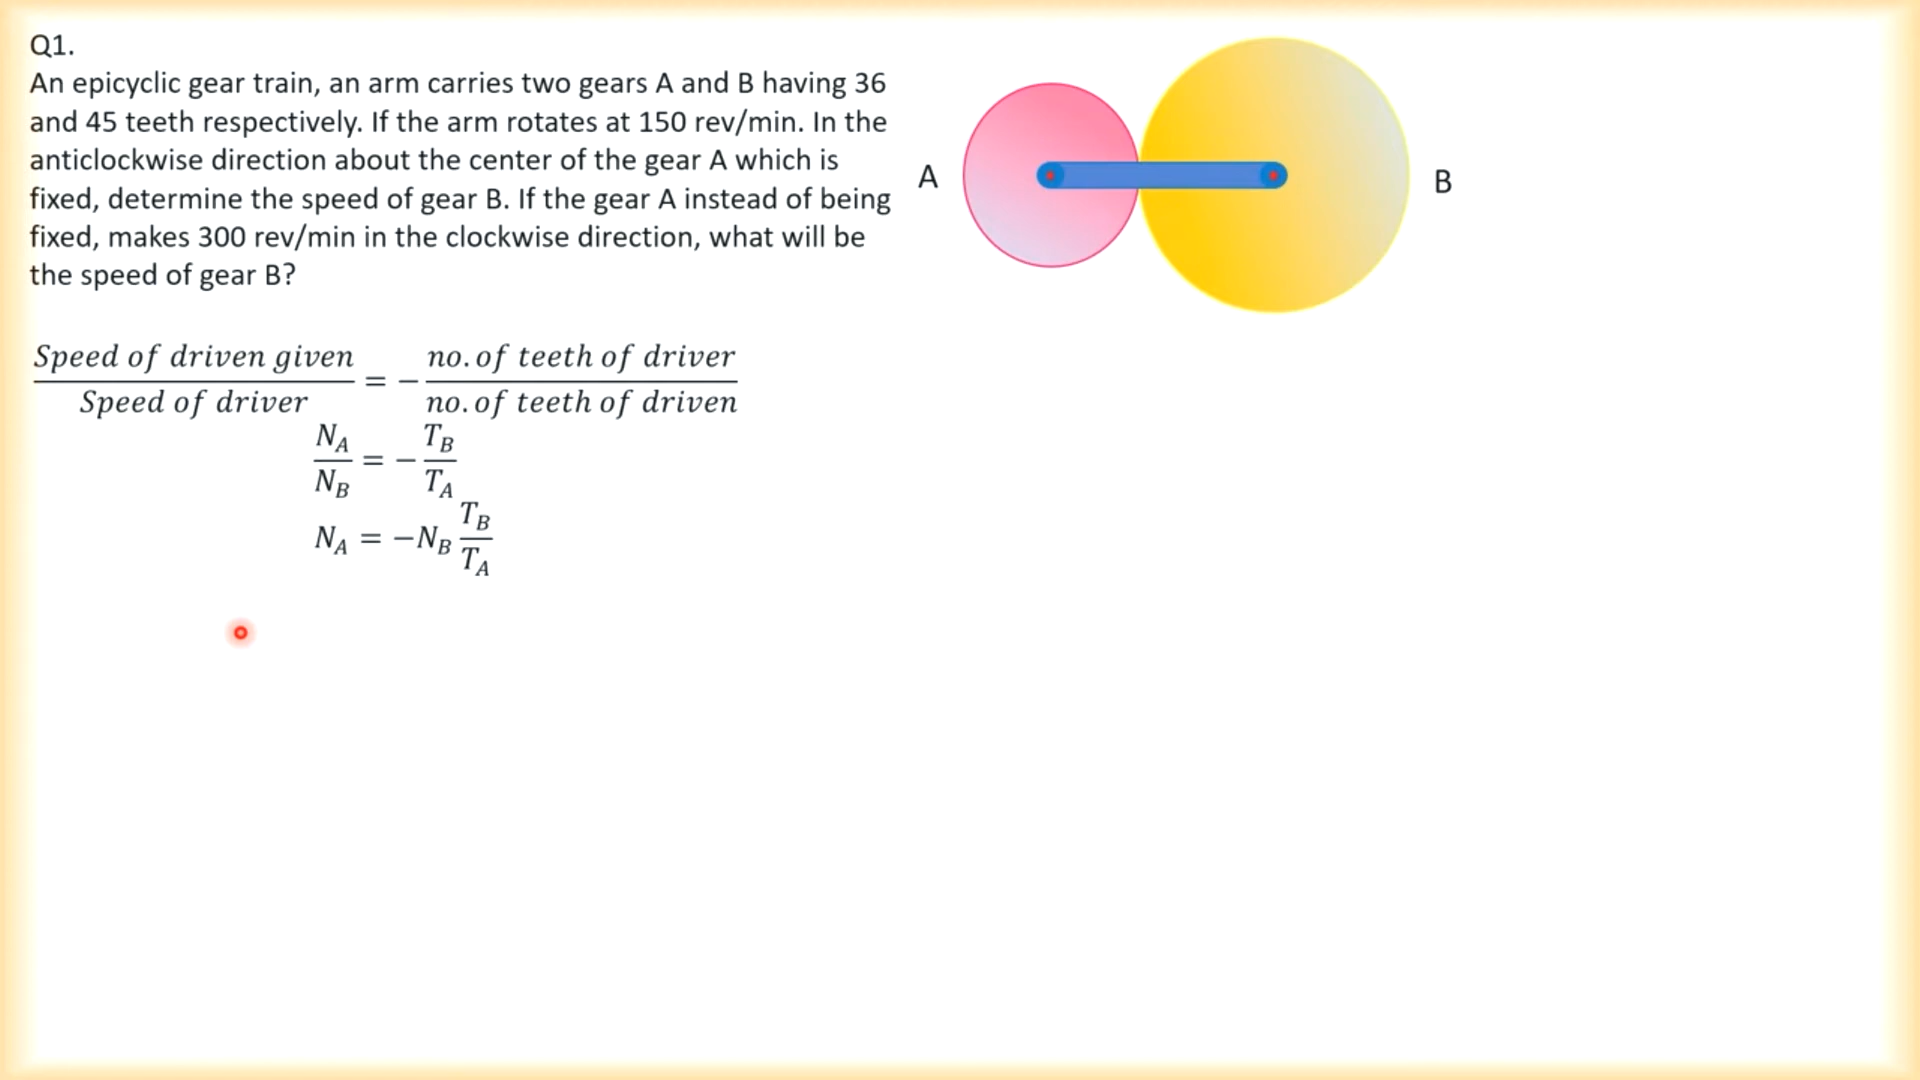 Q1.
An epicyclic gear train, an arm carries two gears A and B having 36
and 45 teeth respectively. If the arm rotates at 150 rev/min. In the
anticlockwise direction about the center of the gear A which is
fixed, determine the speed of gear B. If the gear A instead of being
fixed, makes 300 rev/min in the clockwise direction, what will be
the speed of gear B?
A
B
Speed of driven given / Speed of driver = − no. of teeth of driver / no. of teeth of driven
N_A / N_B = − T_B / T_A
N_A = −N_B T_B / T_A